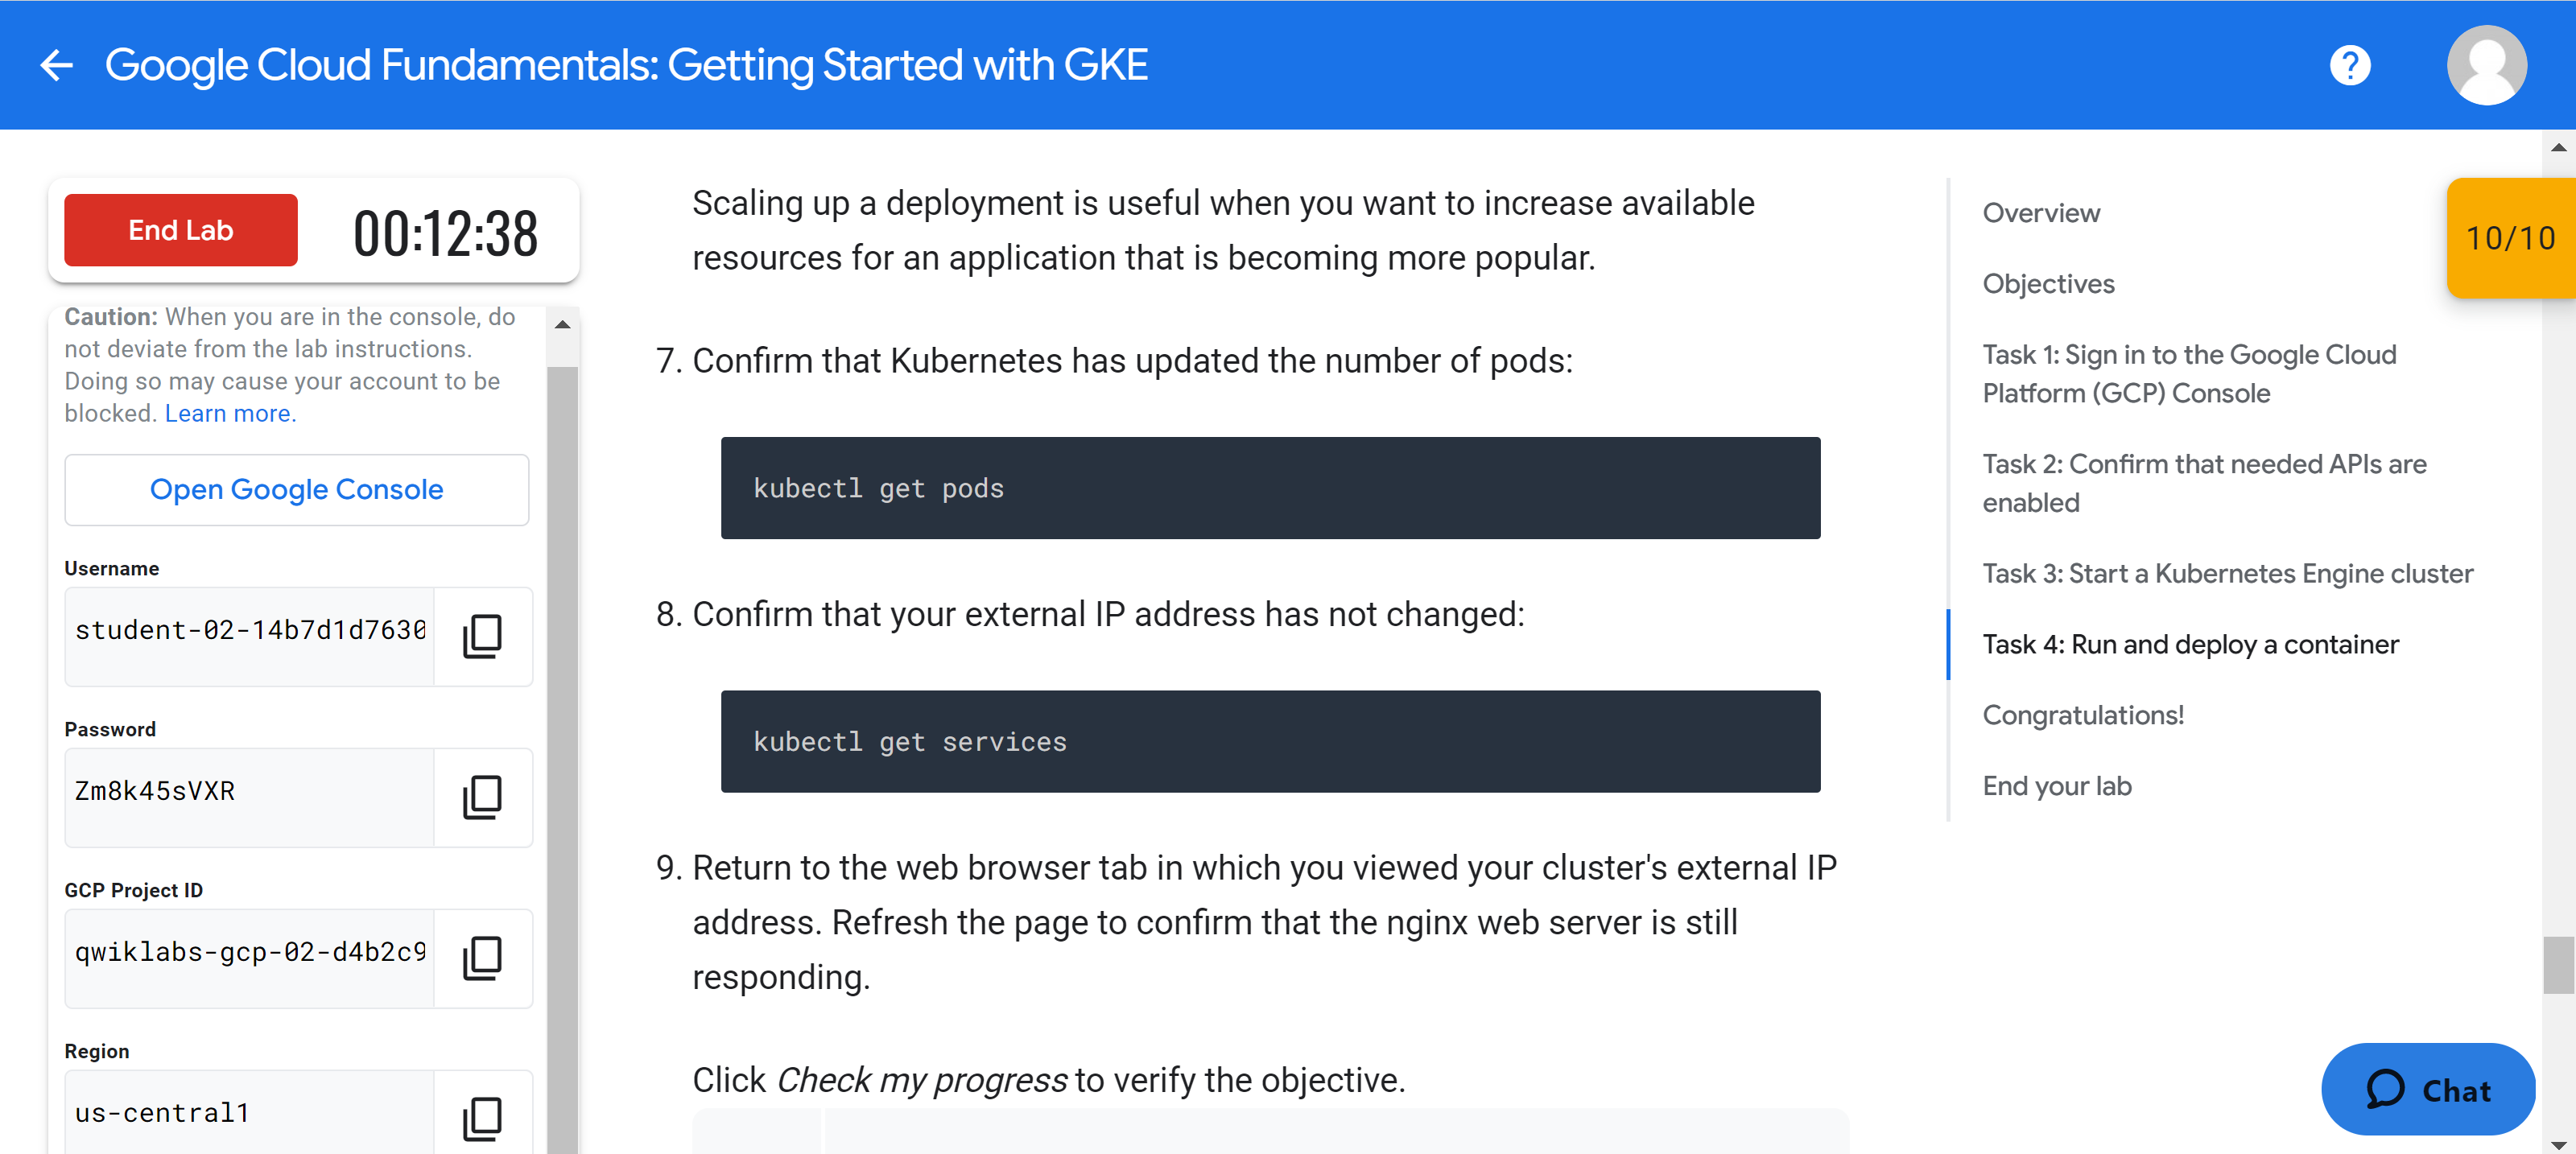 Google Cloud Fundamentals: Getting Started with GKE
?
End Lab
00:12:38
Caution: When you are in the console, do
not deviate from the lab instructions.
Doing so may cause your account to be
blocked. Learn more.
Open Google Console
Username
student-02-14b7d1d7630
Password
Zm8k45sVXR
GCP Project ID
qwiklabs-gcp-02-d4b2c9
Region
us-central1
Scaling up a deployment is useful when you want to increase available
resources for an application that is becoming more popular.
7. Confirm that Kubernetes has updated the number of pods:
kubectl get pods
8. Confirm that your external IP address has not changed:
kubectl get services
9. Return to the web browser tab in which you viewed your cluster's external IP
address. Refresh the page to confirm that the nginx web server is still
responding.
Click Check my progress to verify the objective.
Overview
Objectives
Task 1: Sign in to the Google Cloud
Platform (GCP) Console
Task 2: Confirm that needed APIs are
enabled
Task 3: Start a Kubernetes Engine cluster
Task 4: Run and deploy a container
Congratulations!
End your lab
10/10
Chat